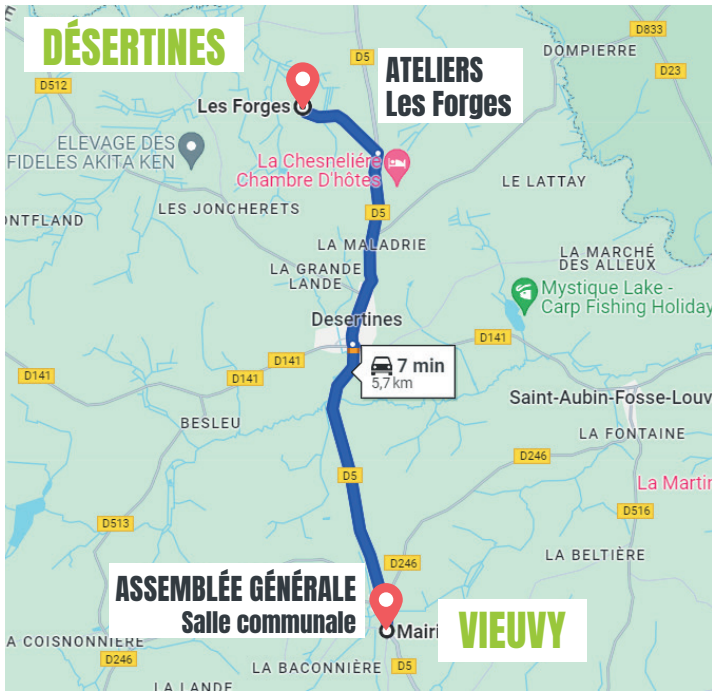 DÉSERTINES
D5
D833
DOMPIERRE
D23
D512
ATELIERS
Les Forges
Les Forges
ELEVAGE DES
FIDELES AKITA KEN
La Chesneliére
Chambre D'hôtes
LE LATTAY
LES JONCHERETS
D5
ONTFLAND
LA MALADRIE
LA MARCHÉ
DES ALLEUX
LA GRANDE
LANDE
Mystique Lake -
Carp Fishing Holiday
Desertines
D141
D141
7 min
5,7 km
D141
D141
Saint-Aubin-Fosse-Louv
BESLEU
LA FONTAINE
D246
D5
La Martin
D513
D516
LA BELTIÈRE
D246
ASSEMBLÉE GÉNÉRALE
Salle communale
VIEUVY
Mairi
A COISNONNIÈRE
D246
LA BACONNIÈRE
D5
LA LANDE